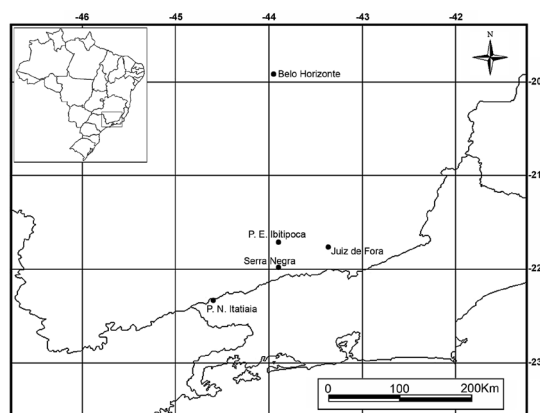 -46 -45 -44 -43 -42
N
-20
Belo Horizonte
-21
P. E. Ibitipoca
Juiz de Fora
Serra Negra
-22
P. N. Itatiaia
-23
0 100 200Km